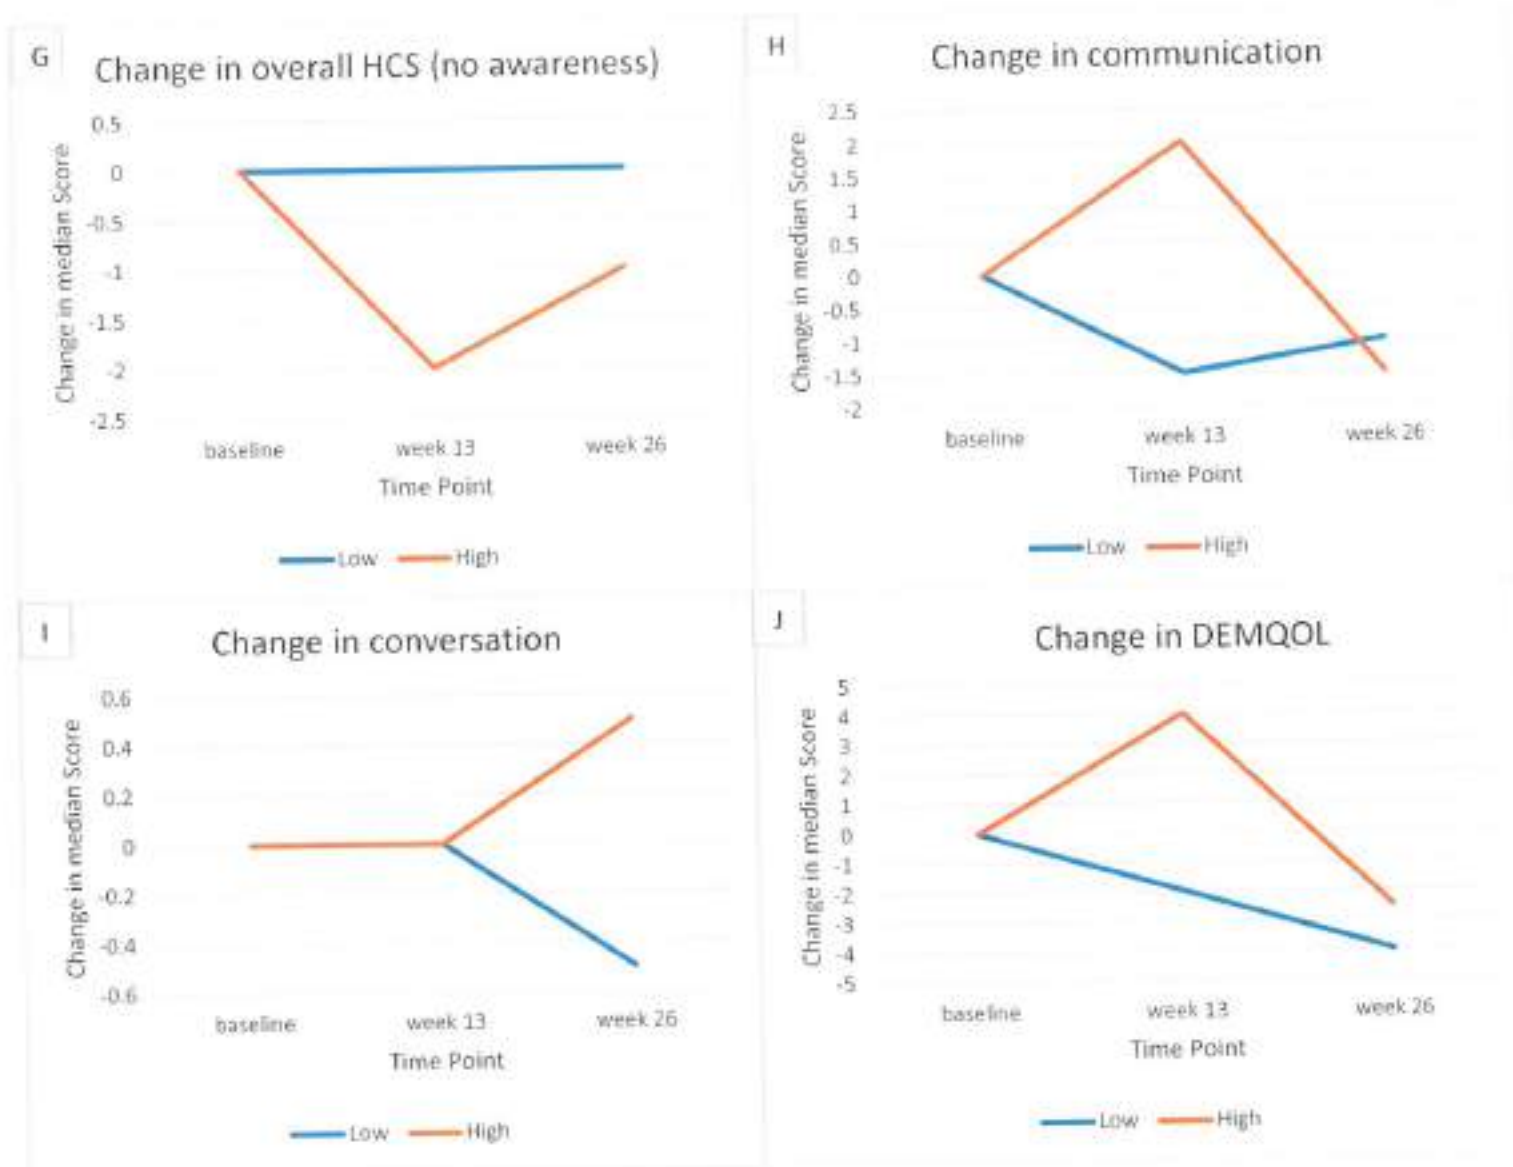 G
Change in overall HCS (no awareness)
Change in median Score
0.5
0
-0.5
-1
-1.5
-2
-2.5
baseline
week 13
week 26
Time Point
Low
High
H
Change in communication
Change in median Score
2.5
2
1.5
1
0.5
0
-0.5
-1
-1.5
-2
baseline
week 13
week 26
Time Point
Low
High
I
Change in conversation
Change in median Score
0.6
0.4
0.2
0
-0.2
-0.4
-0.6
baseline
week 13
week 26
Time Point
Low
High
J
Change in DEMQOL
Change in median Score
5
4
3
2
1
0
-1
-2
-3
-4
-5
baseline
week 13
week 26
Time Point
Low
High